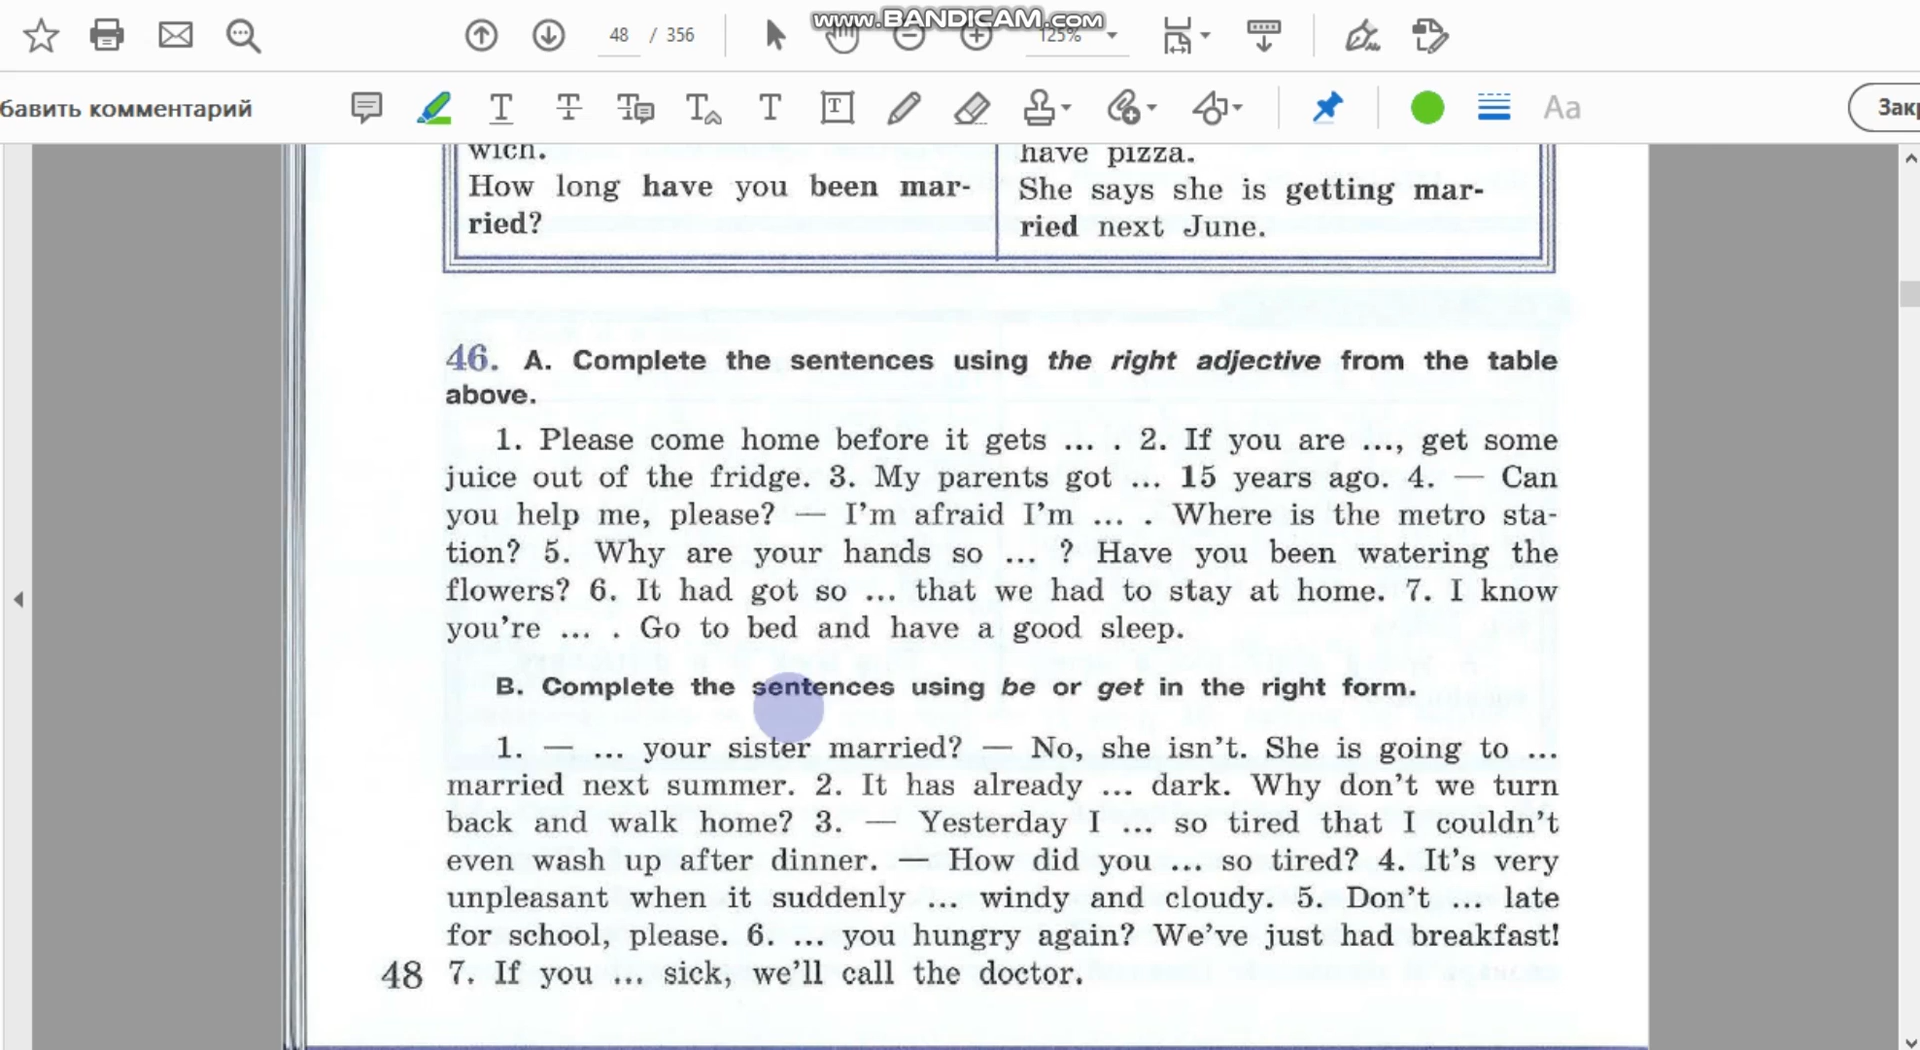 www.BANDICAM.com
48 / 356
125%
бавить комментарий
Aa
wich.
How long have you been mar-
ried?
have pizza.
She says she is getting mar-
ried next June.
46. A. Complete the sentences using the right adjective from the table
above.
1. Please come home before it gets ... . 2. If you are ..., get some
juice out of the fridge. 3. My parents got ... 15 years ago. 4. — Can
you help me, please? — I'm afraid I'm ... . Where is the metro sta-
tion? 5. Why are your hands so ... ? Have you been watering the
flowers? 6. It had got so ... that we had to stay at home. 7. I know
you're ... . Go to bed and have a good sleep.
B. Complete the sentences using be or get in the right form.
1. — ... your sister married? — No, she isn't. She is going to ...
married next summer. 2. It has already ... dark. Why don't we turn
back and walk home? 3. — Yesterday I ... so tired that I couldn't
even wash up after dinner. — How did you ... so tired? 4. It's very
unpleasant when it suddenly ... windy and cloudy. 5. Don't ... late
for school, please. 6. ... you hungry again? We've just had breakfast!
48 7. If you ... sick, we'll call the doctor.